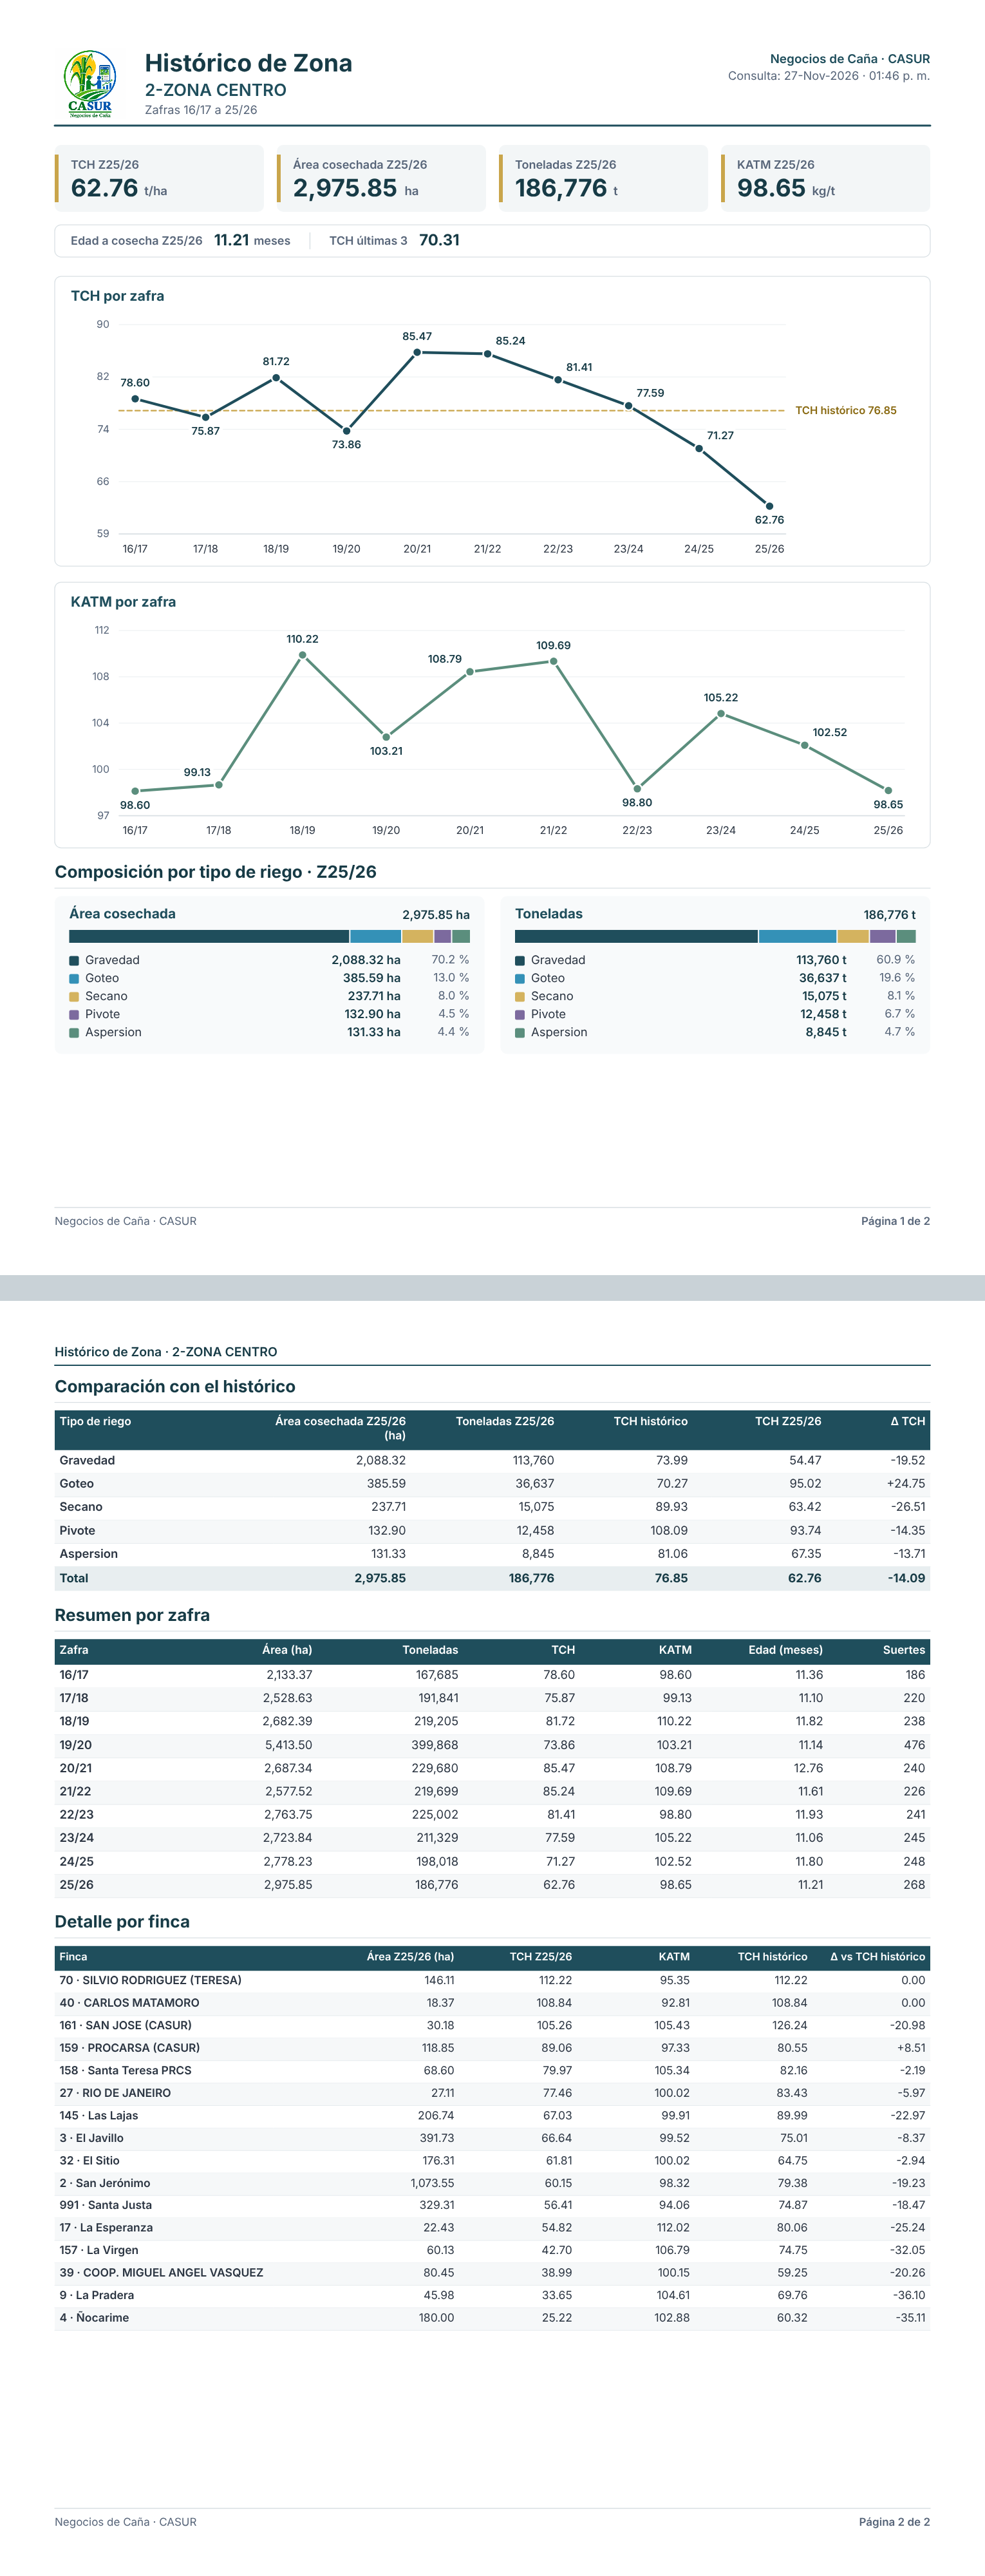 CASUR
Negocios de Caña
Histórico de Zona
2-ZONA CENTRO
Zafras 16/17 a 25/26
Negocios de Caña · CASUR
Consulta: 27-Nov-2026 · 01:46 p. m.
TCH Z25/26
62.76 t/ha
Área cosechada Z25/26
2,975.85 ha
Toneladas Z25/26
186,776 t
KATM Z25/26
98.65 kg/t
Edad a cosecha Z25/26 11.21 meses TCH últimas 3 70.31
TCH por zafra
90
82
74
66
59
78.60
75.87
81.72
73.86
85.47
85.24
81.41
77.59
71.27
62.76
TCH histórico 76.85
16/17 17/18 18/19 19/20 20/21 21/22 22/23 23/24 24/25 25/26
KATM por zafra
112
108
104
100
97
98.60
99.13
110.22
103.21
108.79
109.69
98.80
105.22
102.52
98.65
16/17 17/18 18/19 19/20 20/21 21/22 22/23 23/24 24/25 25/26
Composición por tipo de riego · Z25/26
Área cosechada 2,975.85 ha
Gravedad 2,088.32 ha 70.2 %
Goteo 385.59 ha 13.0 %
Secano 237.71 ha 8.0 %
Pivote 132.90 ha 4.5 %
Aspersion 131.33 ha 4.4 %
Toneladas 186,776 t
Gravedad 113,760 t 60.9 %
Goteo 36,637 t 19.6 %
Secano 15,075 t 8.1 %
Pivote 12,458 t 6.7 %
Aspersion 8,845 t 4.7 %
Negocios de Caña · CASUR Página 1 de 2
Histórico de Zona · 2-ZONA CENTRO
Comparación con el histórico
Tipo de riego Área cosechada Z25/26 (ha) Toneladas Z25/26 TCH histórico TCH Z25/26 Δ TCH
Gravedad 2,088.32 113,760 73.99 54.47 -19.52
Goteo 385.59 36,637 70.27 95.02 +24.75
Secano 237.71 15,075 89.93 63.42 -26.51
Pivote 132.90 12,458 108.09 93.74 -14.35
Aspersion 131.33 8,845 81.06 67.35 -13.71
Total 2,975.85 186,776 76.85 62.76 -14.09
Resumen por zafra
Zafra Área (ha) Toneladas TCH KATM Edad (meses) Suertes
16/17 2,133.37 167,685 78.60 98.60 11.36 186
17/18 2,528.63 191,841 75.87 99.13 11.10 220
18/19 2,682.39 219,205 81.72 110.22 11.82 238
19/20 5,413.50 399,868 73.86 103.21 11.14 476
20/21 2,687.34 229,680 85.47 108.79 12.76 240
21/22 2,577.52 219,699 85.24 109.69 11.61 226
22/23 2,763.75 225,002 81.41 98.80 11.93 241
23/24 2,723.84 211,329 77.59 105.22 11.06 245
24/25 2,778.23 198,018 71.27 102.52 11.80 248
25/26 2,975.85 186,776 62.76 98.65 11.21 268
Detalle por finca
Finca Área Z25/26 (ha) TCH Z25/26 KATM TCH histórico Δ vs TCH histórico
70 · SILVIO RODRIGUEZ (TERESA) 146.11 112.22 95.35 112.22 0.00
40 · CARLOS MATAMORO 18.37 108.84 92.81 108.84 0.00
161 · SAN JOSE (CASUR) 30.18 105.26 105.43 126.24 -20.98
159 · PROCARSA (CASUR) 118.85 89.06 97.33 80.55 +8.51
158 · Santa Teresa PRCS 68.60 79.97 105.34 82.16 -2.19
27 · RIO DE JANEIRO 27.11 77.46 100.02 83.43 -5.97
145 · Las Lajas 206.74 67.03 99.91 89.99 -22.97
3 · El Javillo 391.73 66.64 99.52 75.01 -8.37
32 · El Sitio 176.31 61.81 100.02 64.75 -2.94
2 · San Jerónimo 1,073.55 60.15 98.32 79.38 -19.23
991 · Santa Justa 329.31 56.41 94.06 74.87 -18.47
17 · La Esperanza 22.43 54.82 112.02 80.06 -25.24
157 · La Virgen 60.13 42.70 106.79 74.75 -32.05
39 · COOP. MIGUEL ANGEL VASQUEZ 80.45 38.99 100.15 59.25 -20.26
9 · La Pradera 45.98 33.65 104.61 69.76 -36.10
4 · Ñocarime 180.00 25.22 102.88 60.32 -35.11
Negocios de Caña · CASUR Página 2 de 2